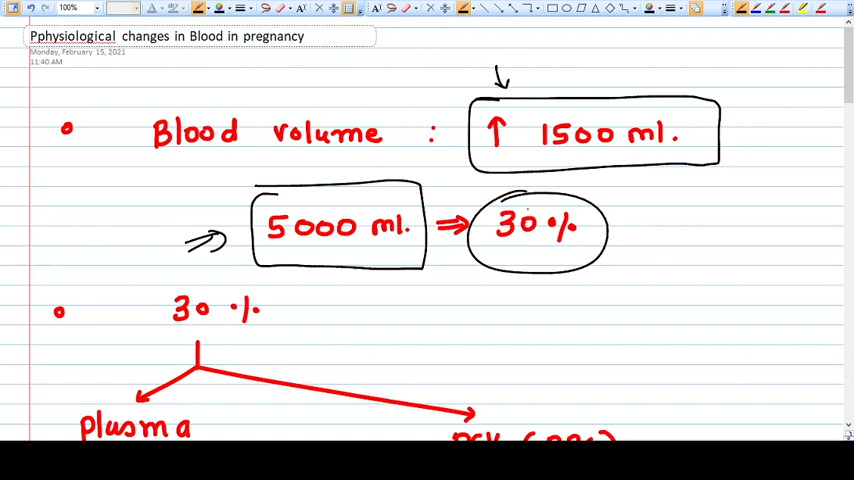 100%
Pphysiological changes in Blood in pregnancy
Monday, February 15, 2021
11:40 AM
• Blood volume : ↑ 1500 ml.
⇒ 5000 ml. ⇒ 30 %
• 30 %
Plasma